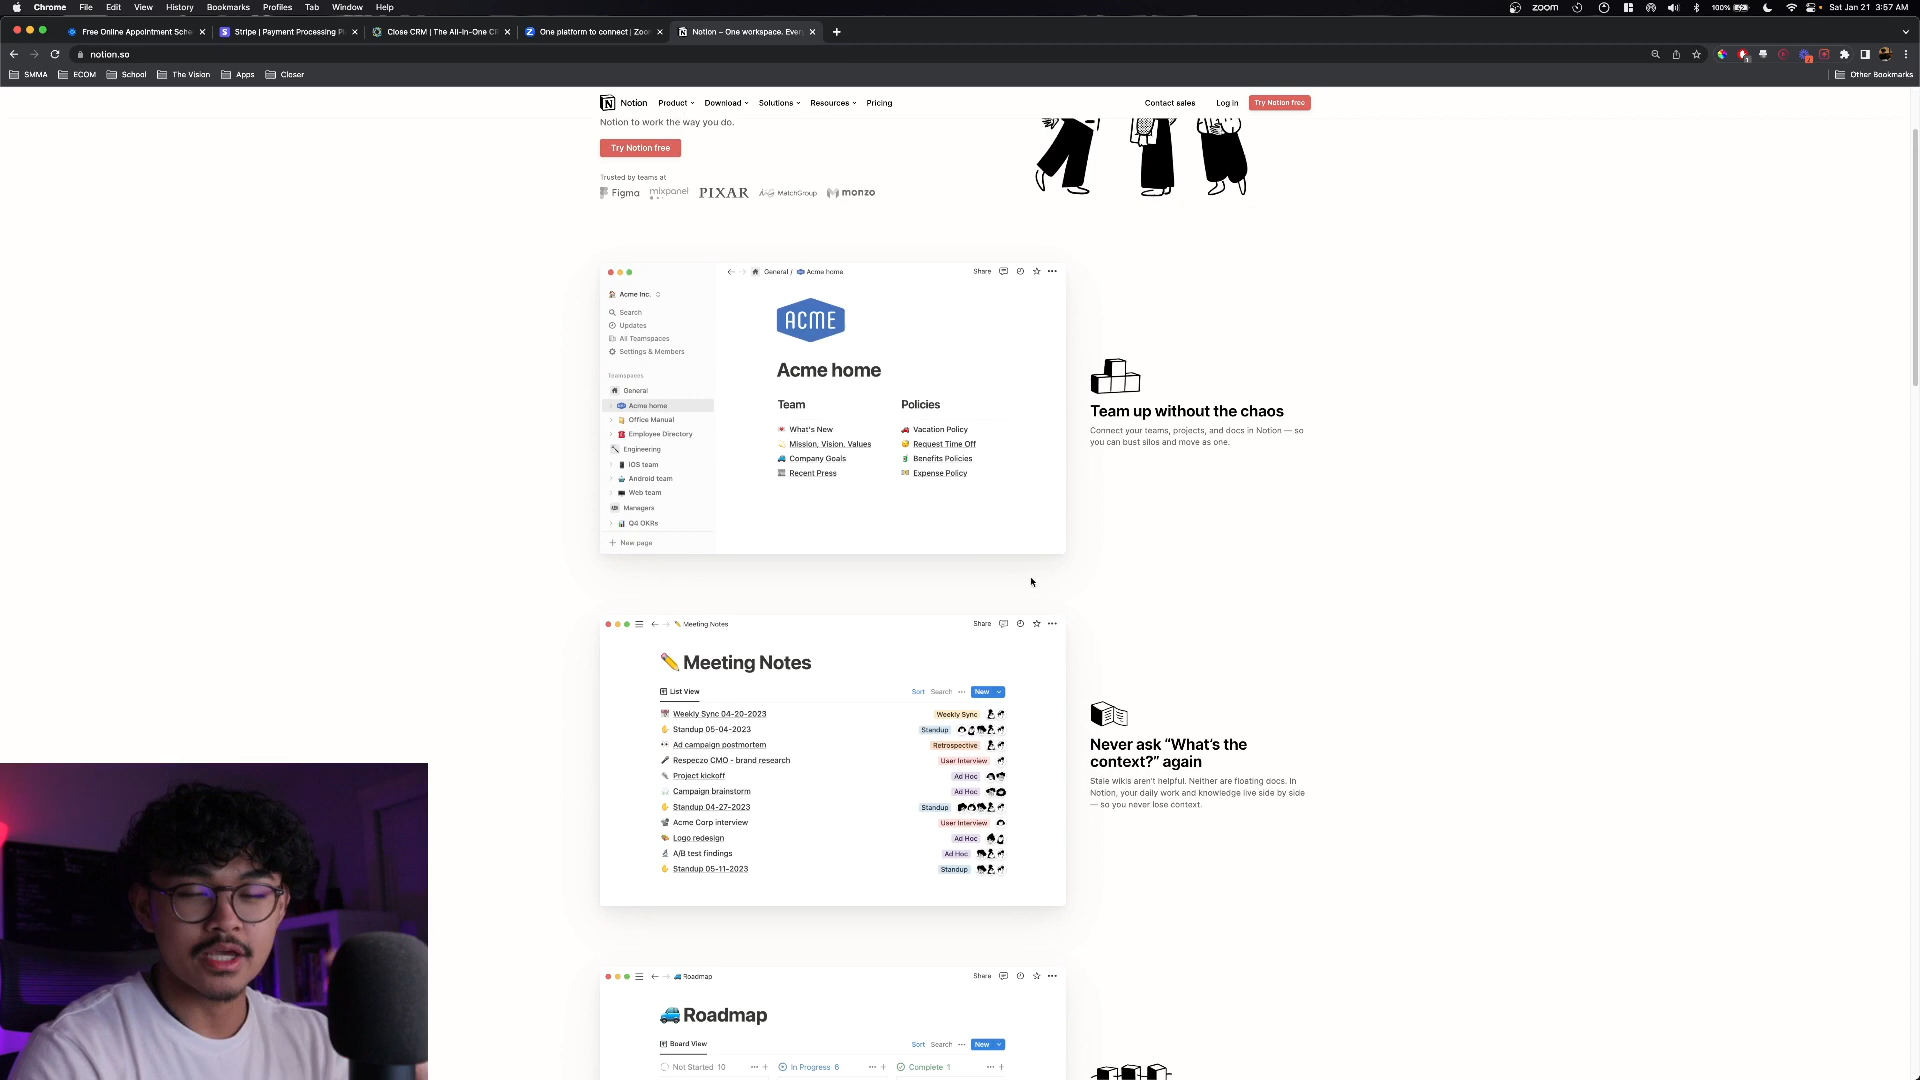 Chrome File Edit View History Bookmarks Profiles Tab Window Help
zoom 100% Sat Jan 21 3:57 AM
Free Online Appointment Sche
Stripe | Payment Processing Pl
Close CRM | The All-In-One CR
One platform to connect | Zoo
Notion – One workspace. Every
notion.so
SMMA ECOM School The Vision Apps Closer Other Bookmarks
Notion Product Download Solutions Resources Pricing Contact sales Log in Try Notion free
Notion to work the way you do.
Try Notion free
Trusted by teams at
Figma mixpanel PIXAR MatchGroup monzo
General / Acme home Share
Acme Inc.
Search
Updates
All Teamspaces
Settings & Members
Teamspaces
General
Acme home
Office Manual
Employee Directory
Engineering
iOS team
Android team
Web team
Managers
Q4 OKRs
New page
ACME
Acme home
Team
What's New
Mission, Vision, Values
Company Goals
Recent Press
Policies
Vacation Policy
Request Time Off
Benefits Policies
Expense Policy
Team up without the chaos
Connect your teams, projects, and docs in Notion — so
you can bust silos and move as one.
Meeting Notes Share
Meeting Notes
List View Sort Search New
Weekly Sync 04-20-2023 Weekly Sync
Standup 05-04-2023 Standup
Ad campaign postmortem Retrospective
Respeczo CMO - brand research User Interview
Project kickoff Ad Hoc
Campaign brainstorm Ad Hoc
Standup 04-27-2023 Standup
Acme Corp interview User Interview
Logo redesign Ad Hoc
A/B test findings Ad Hoc
Standup 05-11-2023 Standup
Never ask “What’s the
context?” again
Stale wikis aren't helpful. Neither are floating docs. In
Notion, your daily work and knowledge live side by side
— so you never lose context.
Roadmap Share
Roadmap
Board View Sort Search New
Not Started 10 In Progress 6 Complete 1